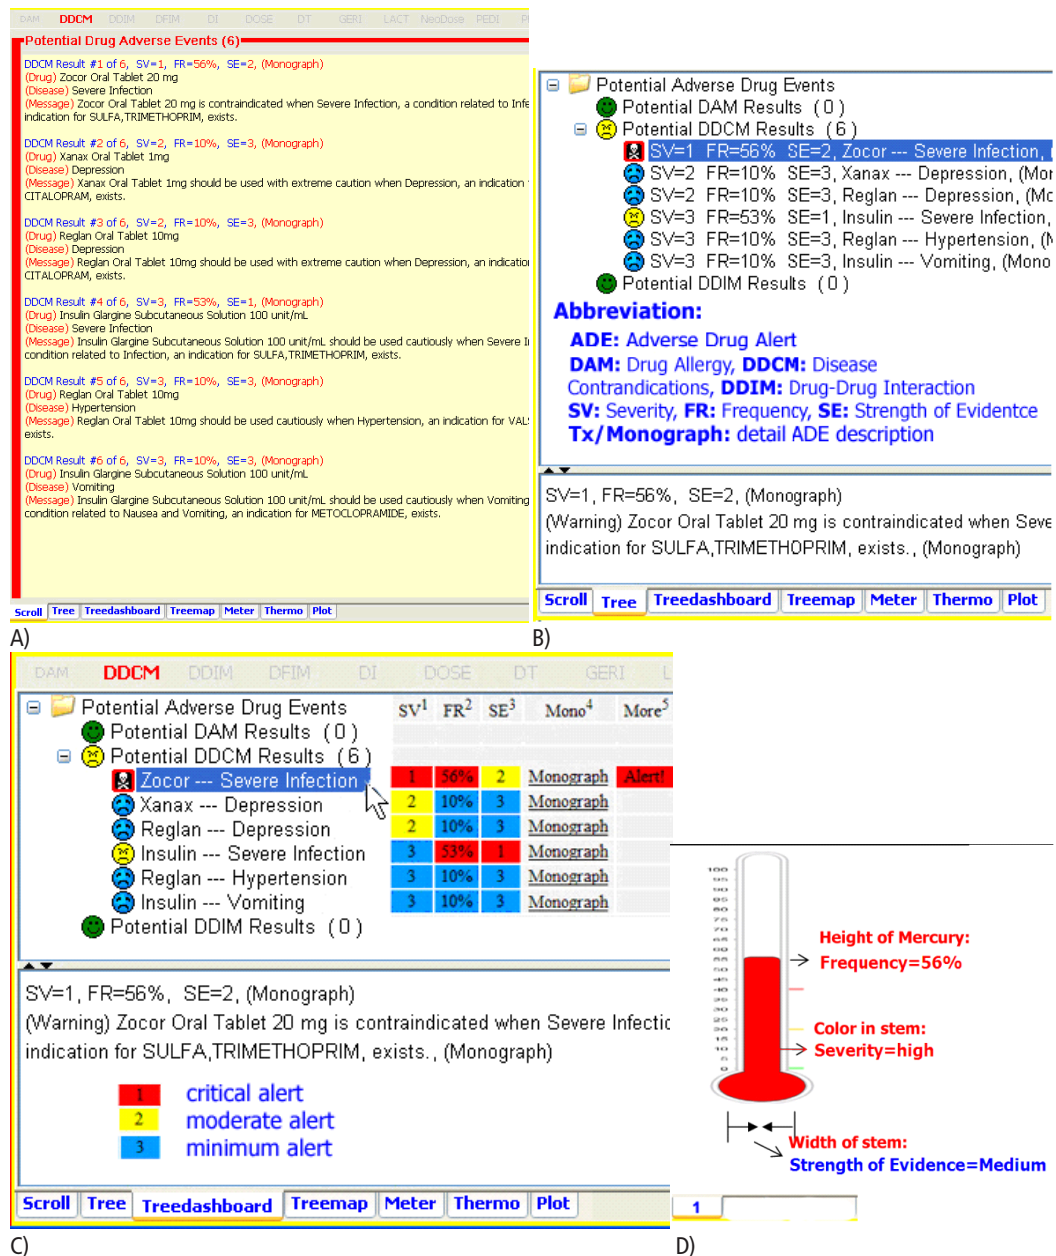 DAM DDCM DDIM DFIM DI DOSE DT GERI LACT NeoDose PEDI
Potential Drug Adverse Events (6)
DDCM Result #1 of 6, SV=1, FR=56%, SE=2, (Monograph)
(Drug) Zocor Oral Tablet 20 mg
(Disease) Severe Infection
(Message) Zocor Oral Tablet 20 mg is contraindicated when Severe Infection, a condition related to Infe
indication for SULFA,TRIMETHOPRIM, exists.
DDCM Result #2 of 6, SV=2, FR=10%, SE=3, (Monograph)
(Drug) Xanax Oral Tablet 1mg
(Disease) Depression
(Message) Xanax Oral Tablet 1mg should be used with extreme caution when Depression, an indication
CITALOPRAM, exists.
DDCM Result #3 of 6, SV=2, FR=10%, SE=3, (Monograph)
(Drug) Reglan Oral Tablet 10mg
(Disease) Depression
(Message) Reglan Oral Tablet 10mg should be used with extreme caution when Depression, an indication
CITALOPRAM, exists.
DDCM Result #4 of 6, SV=3, FR=53%, SE=1, (Monograph)
(Drug) Insulin Glargine Subcutaneous Solution 100 unit/mL
(Disease) Severe Infection
(Message) Insulin Glargine Subcutaneous Solution 100 unit/mL should be used cautiously when Severe I
condition related to Infection, an indication for SULFA,TRIMETHOPRIM, exists.
DDCM Result #5 of 6, SV=3, FR=10%, SE=3, (Monograph)
(Drug) Reglan Oral Tablet 10mg
(Disease) Hypertension
(Message) Reglan Oral Tablet 10mg should be used cautiously when Hypertension, an indication for VAL
exists.
DDCM Result #6 of 6, SV=3, FR=10%, SE=3, (Monograph)
(Drug) Insulin Glargine Subcutaneous Solution 100 unit/mL
(Disease) Vomiting
(Message) Insulin Glargine Subcutaneous Solution 100 unit/mL should be used cautiously when Vomiting
condition related to Nausea and Vomiting, an indication for METOCLOPRAMIDE, exists.
Scroll Tree Treedashboard Treemap Meter Thermo Plot
A)
Potential Adverse Drug Events
Potential DAM Results (0)
Potential DDCM Results (6)
SV=1 FR=56% SE=2, Zocor --- Severe Infection,
SV=2 FR=10% SE=3, Xanax --- Depression, (Mor
SV=2 FR=10% SE=3, Reglan --- Depression, (Mc
SV=3 FR=53% SE=1, Insulin --- Severe Infection,
SV=3 FR=10% SE=3, Reglan --- Hypertension, (M
SV=3 FR=10% SE=3, Insulin --- Vomiting, (Mono
Potential DDIM Results (0)
Abbreviation:
ADE: Adverse Drug Alert
DAM: Drug Allergy, DDCM: Disease
Contrandications, DDIM: Drug-Drug Interaction
SV: Severity, FR: Frequency, SE: Strength of Evidentce
Tx/Monograph: detail ADE description
SV=1, FR=56%, SE=2, (Monograph)
(Warning) Zocor Oral Tablet 20 mg is contraindicated when Seve
indication for SULFA,TRIMETHOPRIM, exists., (Monograph)
Scroll Tree Treedashboard Treemap Meter Thermo Plot
B)
DAM DDCM DDIM DFIM DI DOSE DT GERI L
Potential Adverse Drug Events SV1 FR2 SE3 Mono4 More5
Potential DAM Results (0)
Potential DDCM Results (6)
Zocor --- Severe Infection 1 56% 2 Monograph Alert!
Xanax --- Depression 2 10% 3 Monograph
Reglan --- Depression 2 10% 3 Monograph
Insulin --- Severe Infection 3 53% 1 Monograph
Reglan --- Hypertension 3 10% 3 Monograph
Insulin --- Vomiting 3 10% 3 Monograph
Potential DDIM Results (0)
SV=1, FR=56%, SE=2, (Monograph)
(Warning) Zocor Oral Tablet 20 mg is contraindicated when Severe Infectio
indication for SULFA,TRIMETHOPRIM, exists., (Monograph)
1 critical alert
2 moderate alert
3 minimum alert
Scroll Tree Treedashboard Treemap Meter Thermo Plot
C)
100
95
90
85
80
75
70
65
60
55
50
45
40
35
30
25
20
15
10
5
0
Height of Mercury:
Frequency=56%
Color in stem:
Severity=high
Width of stem:
Strength of Evidence=Medium
1
D)